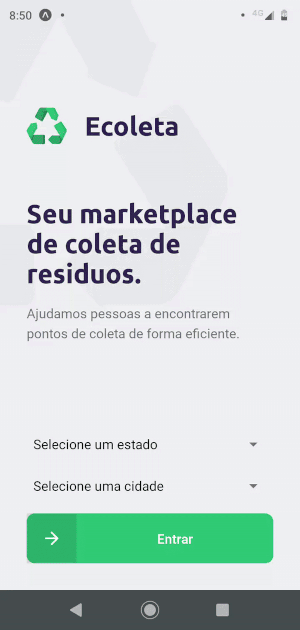 8:50
4G
Ecoleta
Seu marketplace
de coleta de
resíduos.
Ajudamos pessoas a encontrarem
pontos de coleta de forma eficiente.
Selecione um estado
Selecione uma cidade
Entrar